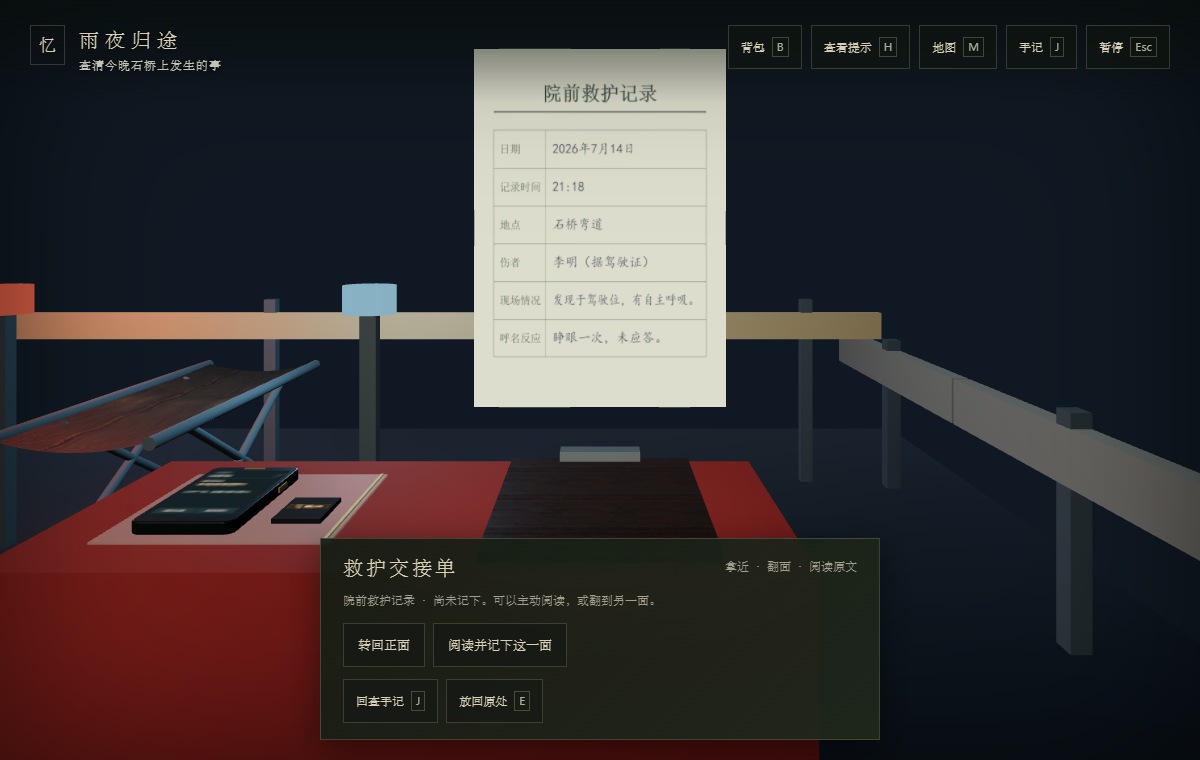 忆
雨夜归途
查清今晚石桥上发生的事
背包 B
查看提示 H
地图 M
手记 J
暂停 Esc
院前救护记录
日期 2026年7月14日
记录时间 21:18
地点 石桥弯道
伤者 李明（据驾驶证）
现场情况 发现于驾驶位，有自主呼吸。
呼名反应 睁眼一次，未应答。
救护交接单
拿近 · 翻面 · 阅读原文
院前救护记录 · 尚未记下。可以主动阅读，或翻到另一面。
转回正面
阅读并记下这一面
回查手记 J
放回原处 E